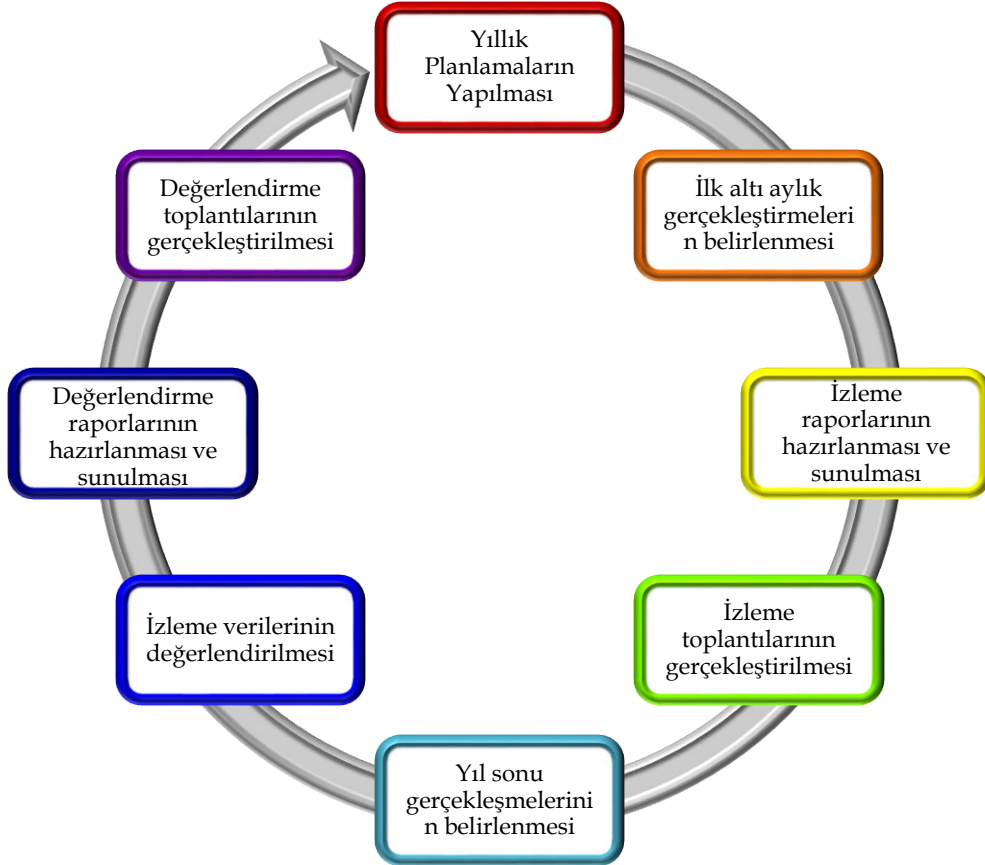 Yıllık
Planlamaların
Yapılması
İlk altı aylık
gerçekleştirmeleri
n belirlenmesi
İzleme
raporlarının
hazırlanması ve
sunulması
İzleme
toplantılarının
gerçekleştirilmesi
Yıl sonu
gerçekleşmelerini
n belirlenmesi
İzleme verilerinin
değerlendirilmesi
Değerlendirme
raporlarının
hazırlanması ve
sunulması
Değerlendirme
toplantılarının
gerçekleştirilmesi